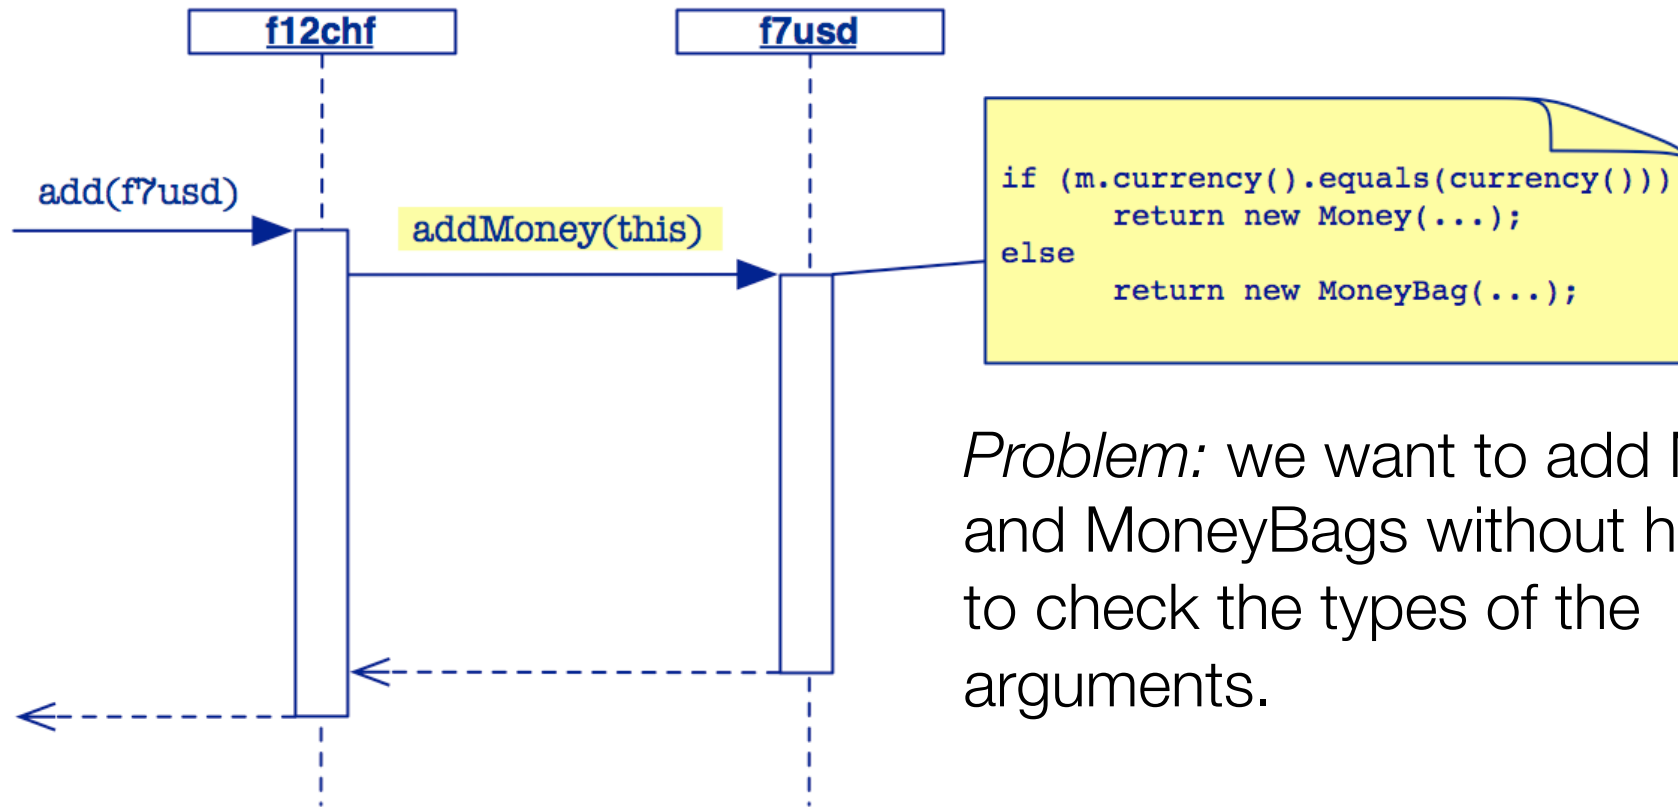 f12chf
f7usd
add(f7usd)
addMoney(this)
if (m.currency().equals(currency()))
return new Money(...);
else
return new MoneyBag(...);
Problem: we want to add
and MoneyBags without
to check the types of the
arguments.